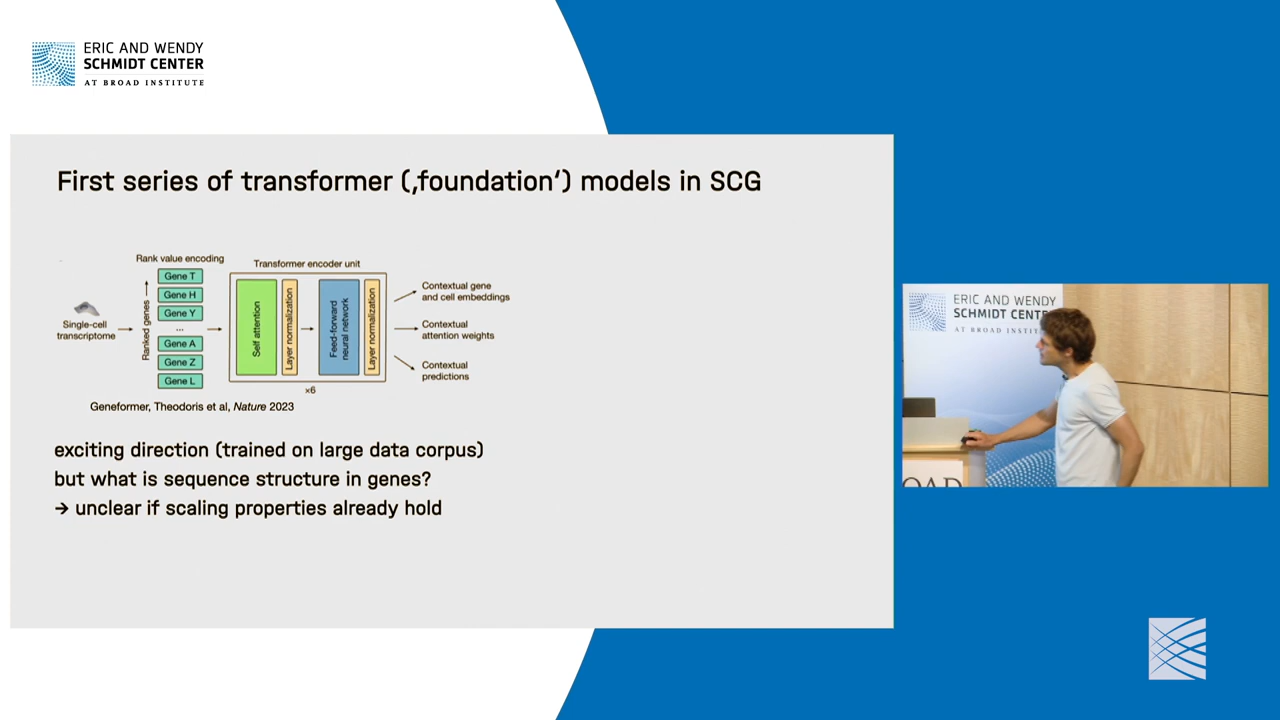 ERIC AND WENDY
SCHMIDT CENTER
AT BROAD INSTITUTE
First series of transformer (‚foundation‘) models in SCG
Rank value encoding
Single-cell
transcriptome
Ranked genes
Gene T
Gene H
Gene Y
...
Gene A
Gene Z
Gene L
Transformer encoder unit
Self attention
Layer normalization
Feed-forward
neural network
Layer normalization
x6
Contextual gene
and cell embeddings
Contextual
attention weights
Contextual
predictions
Geneformer, Theodoris et al, Nature 2023
exciting direction (trained on large data corpus)
but what is sequence structure in genes?
→ unclear if scaling properties already hold
ERIC AND WENDY
SCHMIDT CENTER
AT BROAD
OAD